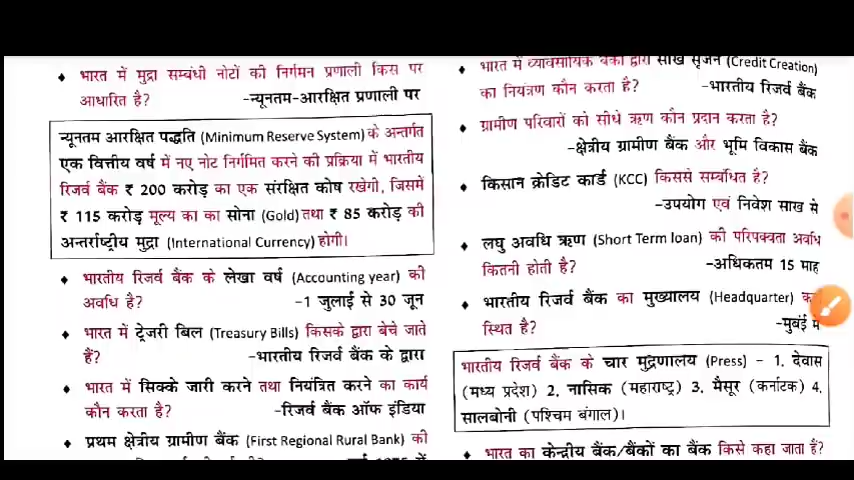 ♦ भारत में मुद्रा सम्बंधी नोटों की निर्गमन प्रणाली किस पर
आधारित है? -न्यूनतम-आरक्षित प्रणाली पर
न्यूनतम आरक्षित पद्धति (Minimum Reserve System) के अन्तर्गत
एक वित्तीय वर्ष में नए नोट निर्गमित करने की प्रक्रिया में भारतीय
रिजर्व बैंक ₹ 200 करोड़ का एक संरक्षित कोष रखेगी, जिसमें
₹ 115 करोड़ मूल्य का का सोना (Gold) तथा ₹ 85 करोड़ की
अन्तर्राष्ट्रीय मुद्रा (International Currency) होगी।
♦ भारतीय रिजर्व बैंक के लेखा वर्ष (Accounting year) की
अवधि है? -1 जुलाई से 30 जून
♦ भारत में ट्रेजरी बिल (Treasury Bills) किसके द्वारा बेचे जाते
हैं? -भारतीय रिजर्व बैंक के द्वारा
♦ भारत में सिक्के जारी करने तथा नियंत्रित करने का कार्य
कौन करता है? -रिजर्व बैंक ऑफ इंडिया
♦ प्रथम क्षेत्रीय ग्रामीण बैंक (First Regional Rural Bank) की
♦ भारत में व्यावसायिक बैंकों द्वारा साख सृजन (Credit Creation)
का नियंत्रण कौन करता है? -भारतीय रिजर्व बैंक
♦ ग्रामीण परिवारों को सीधे ऋण कौन प्रदान करता है?
-क्षेत्रीय ग्रामीण बैंक और भूमि विकास बैंक
♦ किसान क्रेडिट कार्ड (KCC) किससे सम्बंधित है?
-उपयोग एवं निवेश साख से
♦ लघु अवधि ऋण (Short Term loan) की परिपक्वता अवधि
कितनी होती है? -अधिकतम 15 माह
♦ भारतीय रिजर्व बैंक का मुख्यालय (Headquarter)
स्थित है? -मुंबई में
भारतीय रिजर्व बैंक के चार मुद्रणालय (Press) – 1. देवास
(मध्य प्रदेश) 2. नासिक (महाराष्ट्र) 3. मैसूर (कर्नाटक) 4.
सालबोनी (पश्चिम बंगाल)।
♦ भारत का केन्द्रीय बैंक/बैंकों का बैंक किसे कहा जाता है?